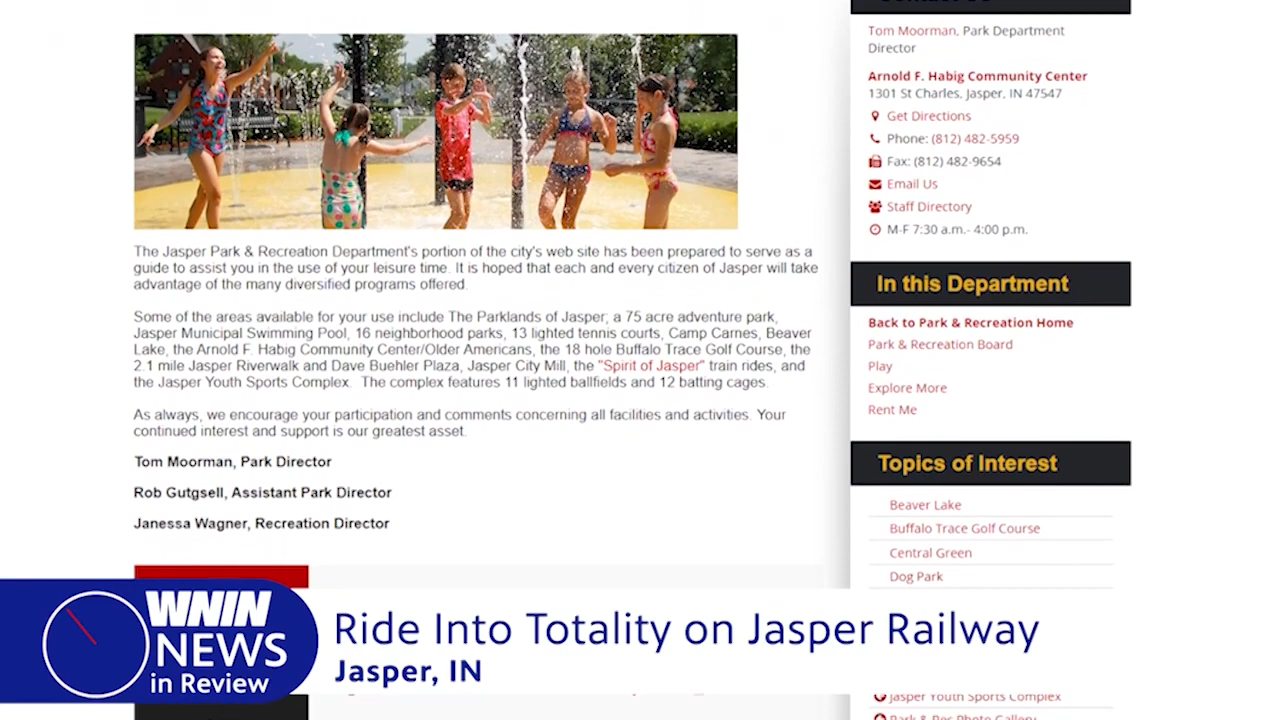 Tom Moorman, Park Department
Director
Arnold F. Habig Community Center
1301 St Charles, Jasper, IN 47547
Get Directions
Phone: (812) 482-5959
Fax: (812) 482-9654
Email Us
Staff Directory
M-F 7:30 a.m.- 4:00 p.m.
The Jasper Park & Recreation Department's portion of the city's web site has been prepared to serve as a
guide to assist you in the use of your leisure time. It is hoped that each and every citizen of Jasper will take
advantage of the many diversified programs offered.
Some of the areas available for your use include The Parklands of Jasper; a 75 acre adventure park,
Jasper Municipal Swimming Pool, 16 neighborhood parks, 13 lighted tennis courts, Camp Carnes, Beaver
Lake, the Arnold F. Habig Community Center/Older Americans, the 18 hole Buffalo Trace Golf Course, the
2.1 mile Jasper Riverwalk and Dave Buehler Plaza, Jasper City Mill, the "Spirit of Jasper" train rides, and
the Jasper Youth Sports Complex. The complex features 11 lighted ballfields and 12 batting cages.
As always, we encourage your participation and comments concerning all facilities and activities. Your
continued interest and support is our greatest asset.
Tom Moorman, Park Director
Rob Gutgsell, Assistant Park Director
Janessa Wagner, Recreation Director
In this Department
Back to Park & Recreation Home
Park & Recreation Board
Play
Explore More
Rent Me
Topics of Interest
Beaver Lake
Buffalo Trace Golf Course
Central Green
Dog Park
Jasper Youth Sports Complex
Park & Rec Photo Gallery
WNIN
NEWS
in Review
Ride Into Totality on Jasper Railway
Jasper, IN